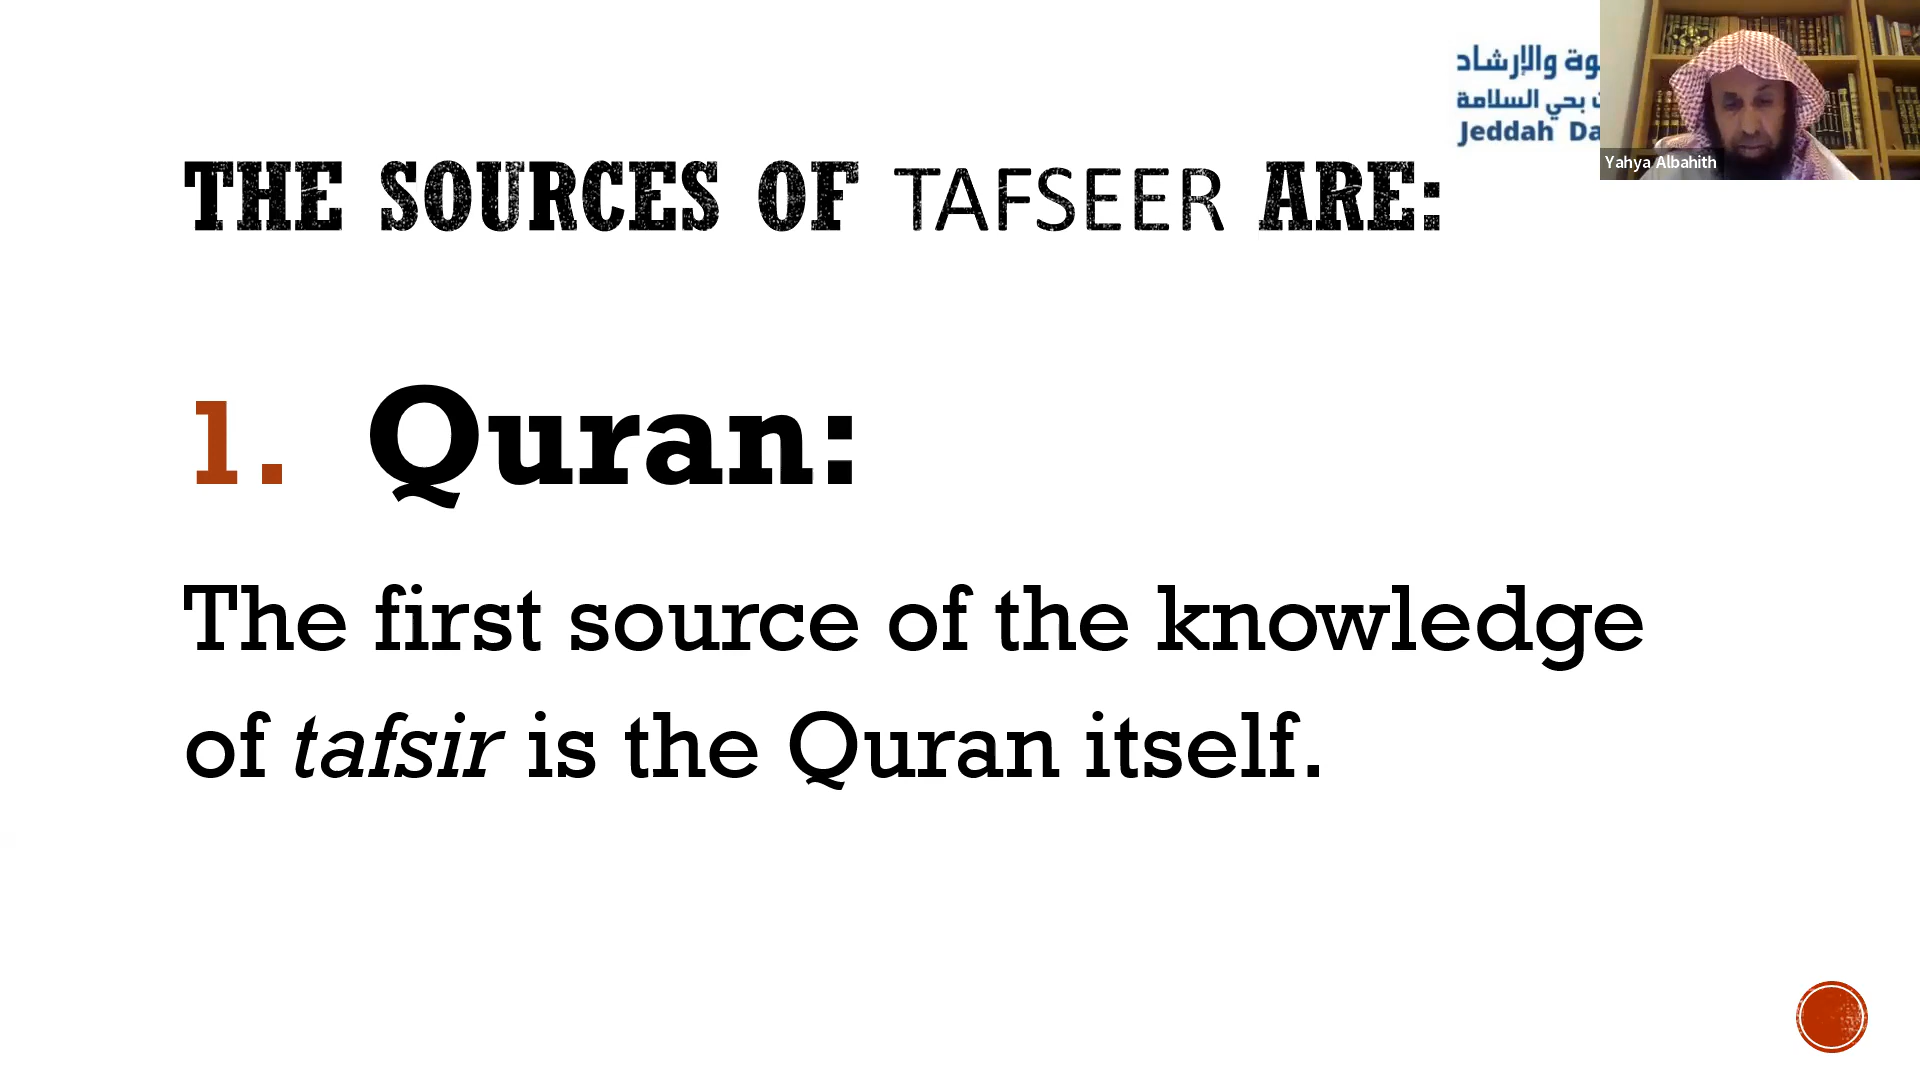 وة والإرشاد
بحي السلامة
Jeddah Da
Yahya Albahith
THE SOURCES OF TAFSEER ARE:
1. Quran:
The first source of the knowledge
of tafsir is the Quran itself.